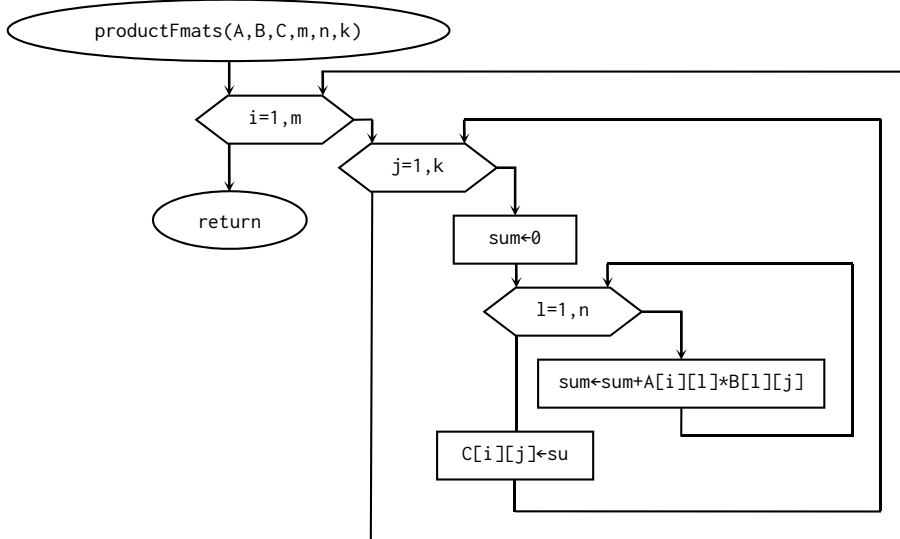 productFmats(A,B,C,m,n,k)
i=1,m
j=1,k
return
sum←0
l=1,n
sum←sum+A[i][l]*B[l][j]
C[i][j]←su